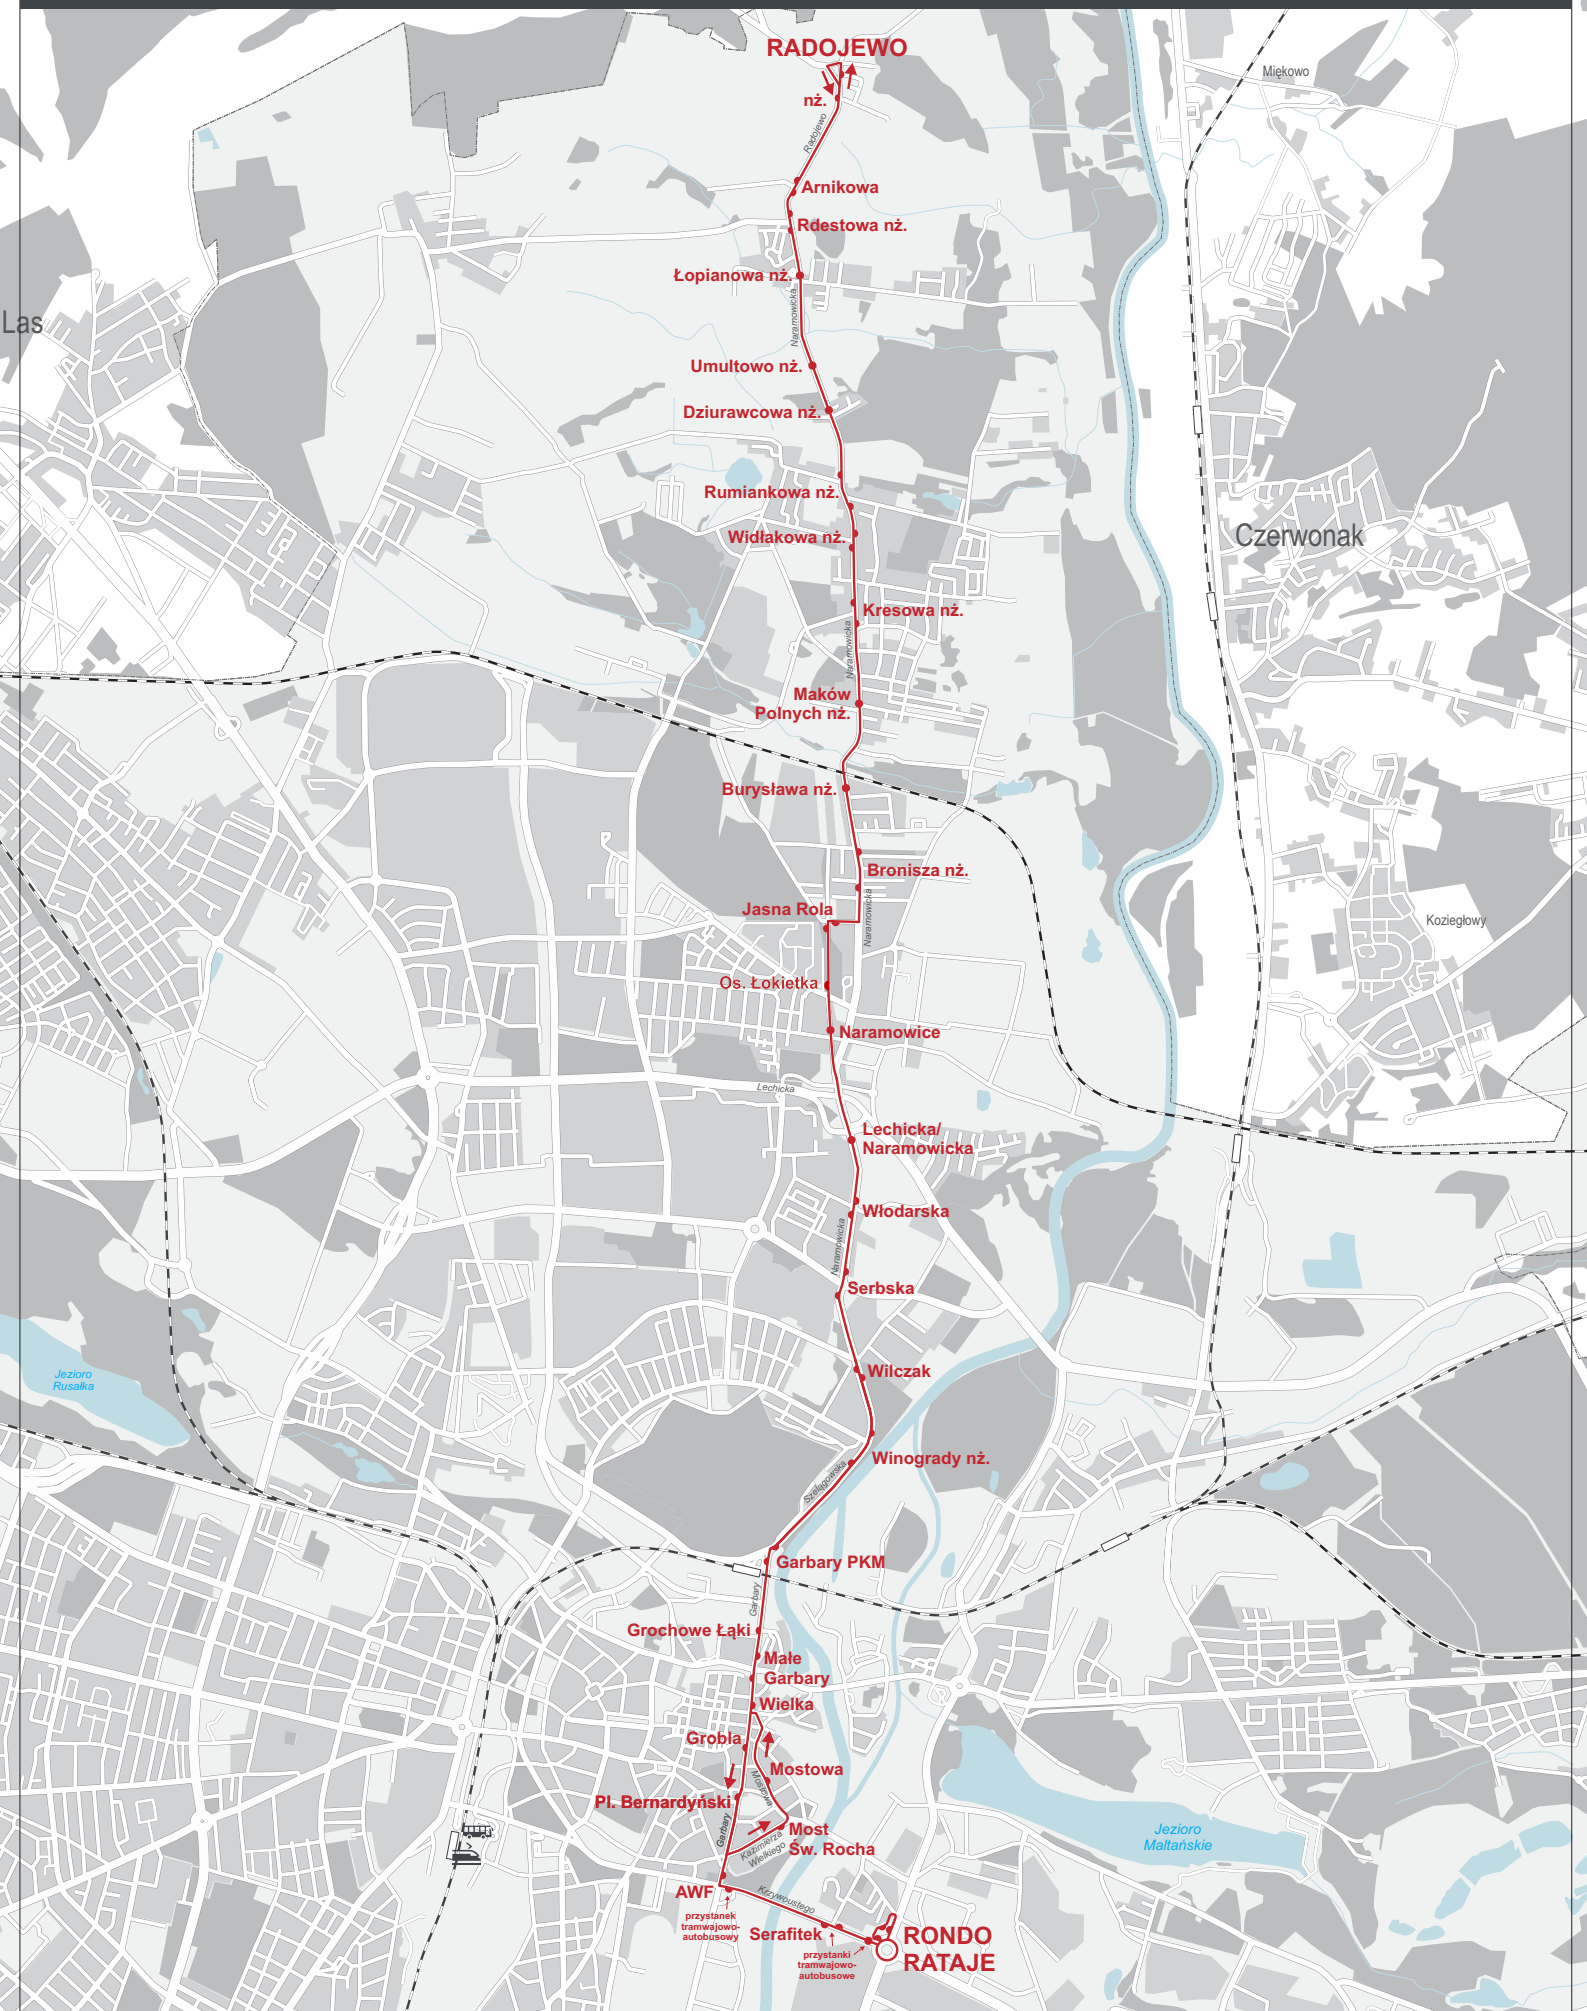 RADOJEWO
Miękowo
nż.
Radojewo
Arnikowa
Rdestowa nż.
Łopianowa nż.
Naramowicka
Las
Umultowo nż.
Dziurawcowa nż.
Rumiankowa nż.
Widłakowa nż.
Czerwonak
Kresowa nż.
Naramowicka
Maków
Polnych nż.
Burysława nż.
Bronisza nż.
Jasna Rola
Naramowicka
Koziegłowy
Os. Łokietka
Naramowice
Lechicka
Lechicka/
Naramowicka
Włodarska
Naramowicka
Serbska
Jezioro
Rusałka
Wilczak
Winogrady nż.
Szelągowska
Garbary PKM
Garbary
Grochowe Łąki
Małe
Garbary
Wielka
Grobla
Mostowa
Mostowa
Pl. Bernardyński
Garbary
Most
Św. Rocha
Kazimierza
Wielkiego
Jezioro
Maltańskie
AWF
Krzywoustego
przystanek
tramwajowo-
autobusowy
Serafitek
RONDO
RATAJE
przystanki
tramwajowo-
autobusowe